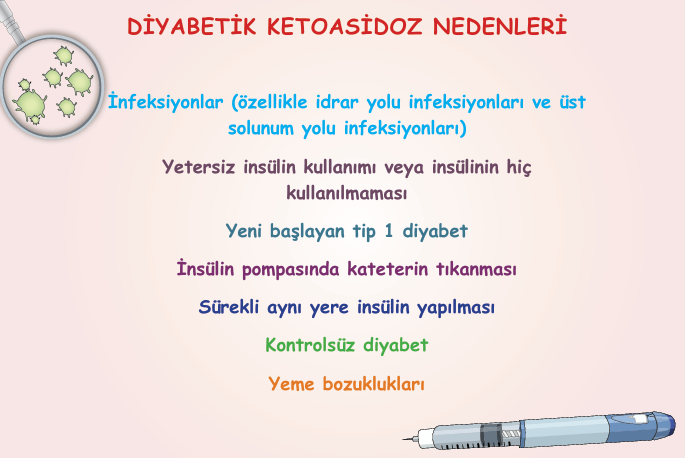 DİYABETİK KETOASİDOZ NEDENLERİ
İnfeksiyonlar (özellikle idrar yolu infeksiyonları ve üst
solunum yolu infeksiyonları)
Yetersiz insülin kullanımı veya insülinin hiç
kullanılmaması
Yeni başlayan tip 1 diyabet
İnsülin pompasında kateterin tıkanması
Sürekli aynı yere insülin yapılması
Kontrolsüz diyabet
Yeme bozuklukları